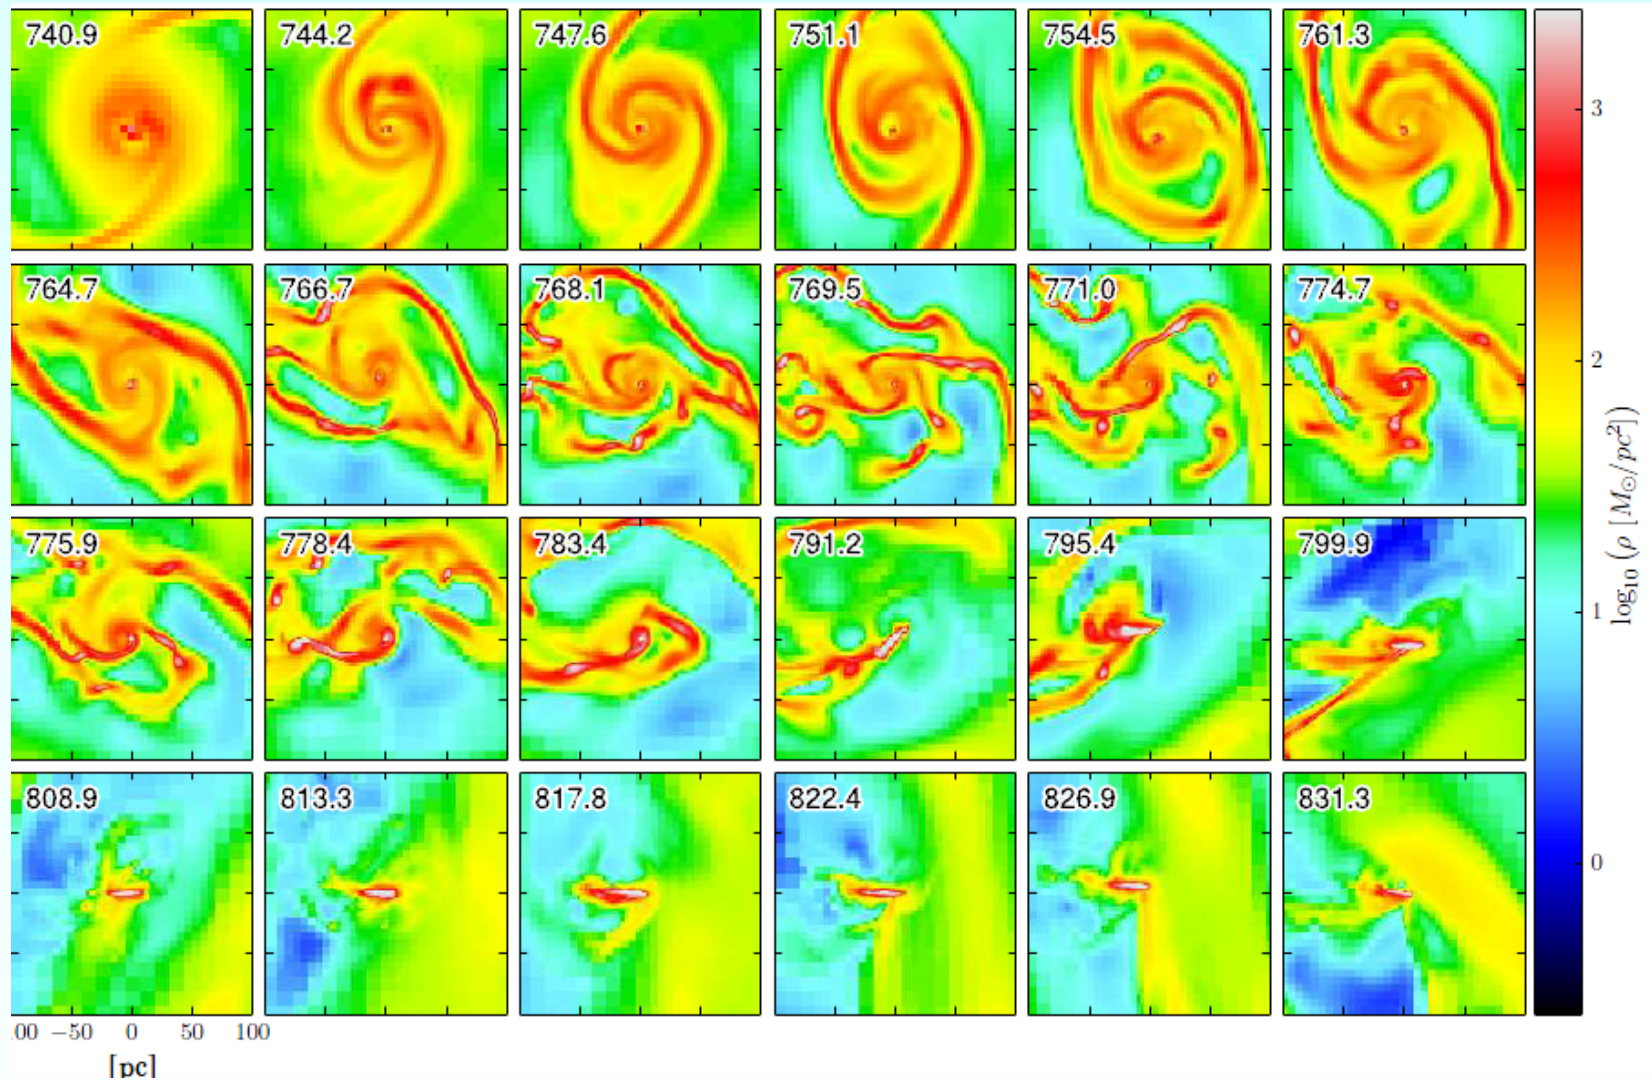 740.9 744.2 747.6 751.1 754.5 761.3
764.7 766.7 768.1 769.5 771.0 774.7
775.9 778.4 783.4 791.2 795.4 799.9
808.9 813.3 817.8 822.4 826.9 831.3
00 −50 0 50 100
[pc]
3
2
1
0
log₁₀ (ρ [M⊙/pc²])